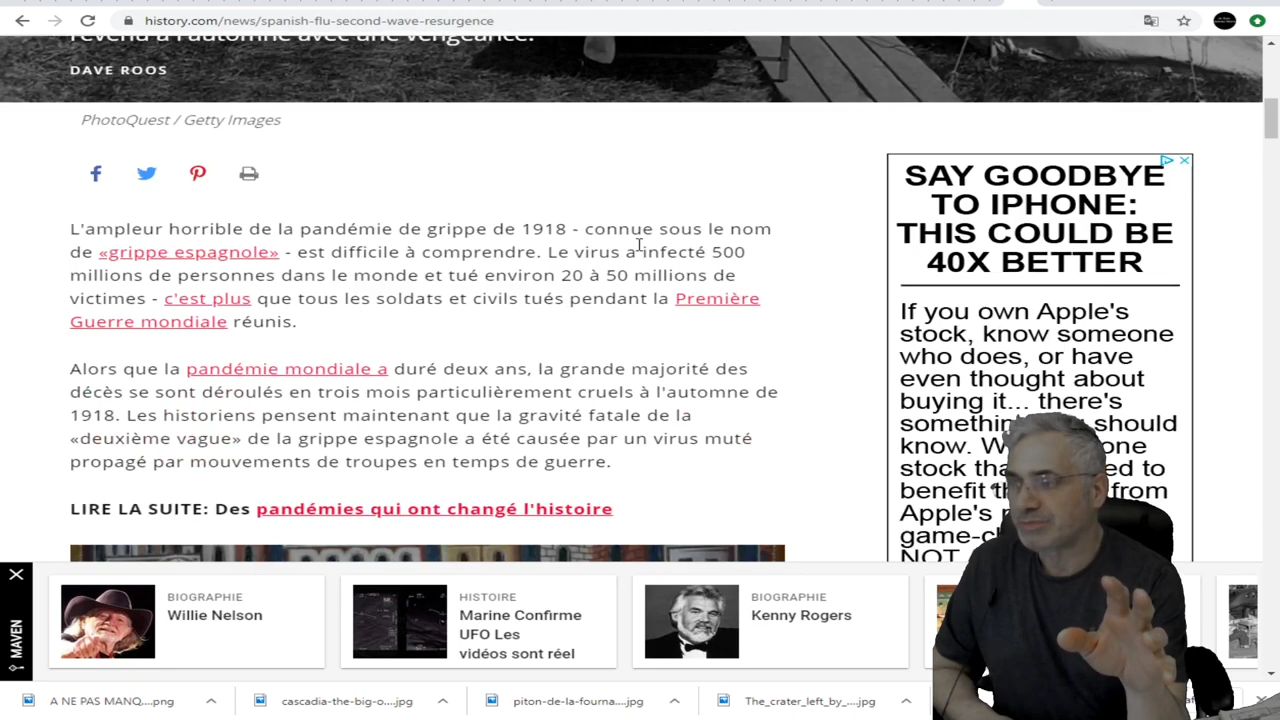 history.com/news/spanish-flu-second-wave-resurgence
revenu à l'automne avec une vengeance.
DAVE ROOS
PhotoQuest / Getty Images
L'ampleur horrible de la pandémie de grippe de 1918 - connue sous le nom
de «grippe espagnole» - est difficile à comprendre. Le virus a infecté 500
millions de personnes dans le monde et tué environ 20 à 50 millions de
victimes - c'est plus que tous les soldats et civils tués pendant la Première
Guerre mondiale réunis.
Alors que la pandémie mondiale a duré deux ans, la grande majorité des
décès se sont déroulés en trois mois particulièrement cruels à l'automne de
1918. Les historiens pensent maintenant que la gravité fatale de la
«deuxième vague» de la grippe espagnole a été causée par un virus muté
propagé par mouvements de troupes en temps de guerre.
LIRE LA SUITE: Des pandémies qui ont changé l'histoire
SAY GOODBYE
TO IPHONE:
THIS COULD BE
40X BETTER
If you own Apple's
stock, know someone
who does, or have
even thought about
buying it... there's
should
know.
one
stock
ed to
benefit
from
Apple's
NOT
MAVEN
BIOGRAPHIE
Willie Nelson
HISTOIRE
Marine Confirme
UFO Les
vidéos sont réel
BIOGRAPHIE
Kenny Rogers
A NE PAS MANQ....png
cascadia-the-big-o....jpg
piton-de-la-fourna....jpg
The_crater_left_by_....jpg